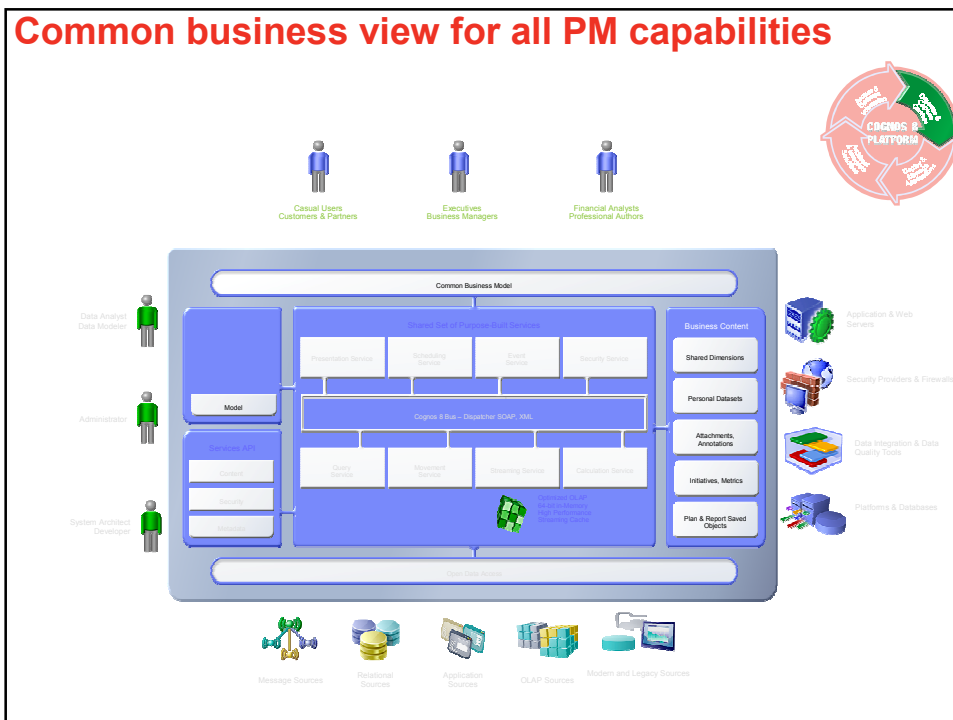 Common business view for all PM capabilities
COGNOS 8
PLATFORM
Casual Users
Customers & Partners
Executives
Business Managers
Financial Analysts
Professional Authors
Common Business Model
Data Analyst
Data Modeler
Administrator
System Architect
Developer
Model
Services API
Content
Security
Metadata
Shared Set of Purpose-Built Services
Presentation Service
Scheduling
Service
Event
Service
Security Service
Cognos 8 Bus – Dispatcher SOAP, XML
Query
Service
Movement
Service
Streaming Service
Calculation Service
Optimized OLAP
64-bit In-Memory
High Performance
Streaming Cache
Business Content
Shared Dimensions
Personal Datasets
Attachments,
Annotations
Initiatives, Metrics
Plan & Report Saved
Objects
Application & Web
Servers
Security Providers & Firewalls
Data Integration & Data
Quality Tools
Platforms & Databases
Open Data Access
Message Sources
Relational
Sources
Application
Sources
OLAP Sources
Modern and Legacy Sources